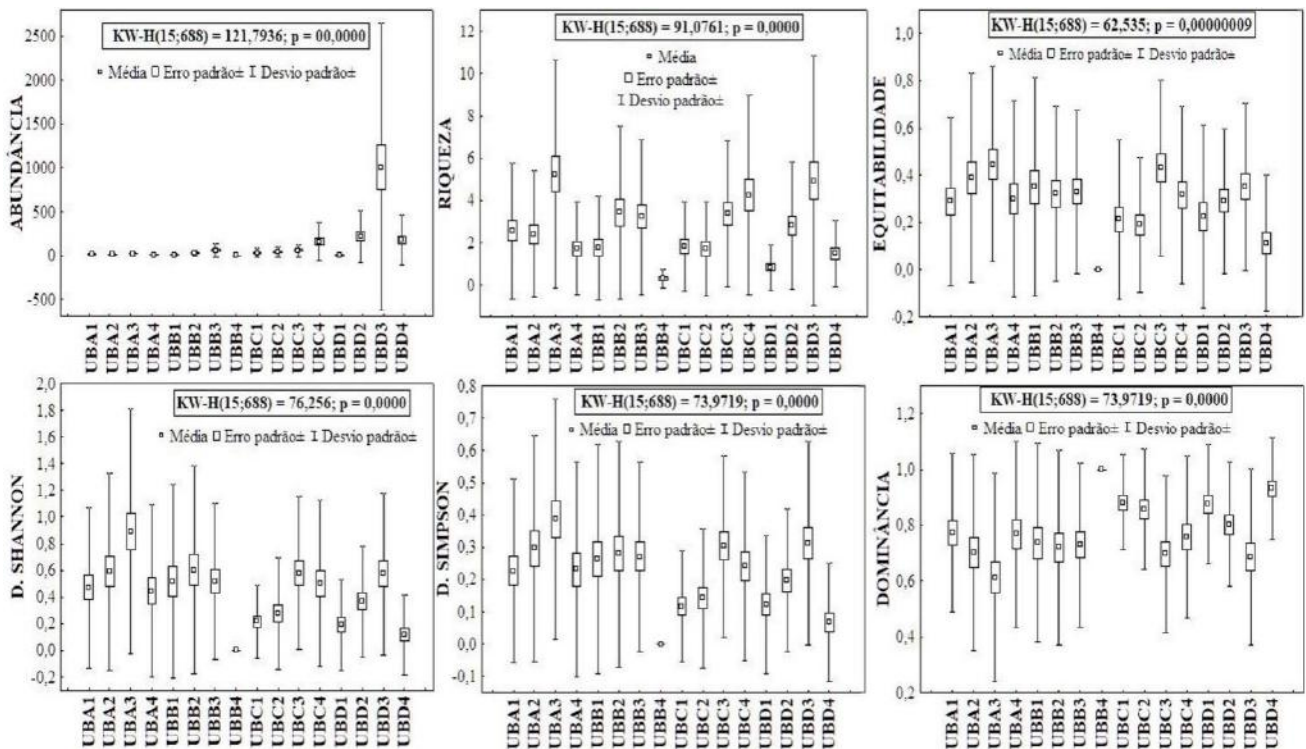 KW-H(15;688) = 121,7936; p = 00,0000
Média Erro padrão± Desvio padrão±
ABUNDÂNCIA
2500
2000
1500
1000
500
0
-500
UBA1 UBA2 UBA3 UBA4 UBB1 UBB2 UBB3 UBB4 UBC1 UBC2 UBC3 UBC4 UBD1 UBD2 UBD3 UBD4
KW-H(15;688) = 91,0761; p = 0,0000
Média
Erro padrão±
Desvio padrão±
RIQUEZA
12
10
8
6
4
2
0
UBA1 UBA2 UBA3 UBA4 UBB1 UBB2 UBB3 UBB4 UBC1 UBC2 UBC3 UBC4 UBD1 UBD2 UBD3 UBD4
KW-H(15;688) = 62,535; p = 0,00000009
Média Erro padrão± Desvio padrão±
EQUITABILIDADE
1,0
0,8
0,6
0,4
0,2
0,0
-0,2
UBA1 UBA2 UBA3 UBA4 UBB1 UBB2 UBB3 UBB4 UBC1 UBC2 UBC3 UBC4 UBD1 UBD2 UBD3 UBD4
KW-H(15;688) = 76,256; p = 0,0000
Média Erro padrão± Desvio padrão±
D. SHANNON
2,0
1,8
1,6
1,4
1,2
1,0
0,8
0,6
0,4
0,2
0,0
-0,2
UBA1 UBA2 UBA3 UBA4 UBB1 UBB2 UBB3 UBB4 UBC1 UBC2 UBC3 UBC4 UBD1 UBD2 UBD3 UBD4
KW-H(15;688) = 73,9719; p = 0,0000
Média Erro padrão± Desvio padrão±
D. SIMPSON
0,8
0,7
0,6
0,5
0,4
0,3
0,2
0,1
0,0
-0,1
UBA1 UBA2 UBA3 UBA4 UBB1 UBB2 UBB3 UBB4 UBC1 UBC2 UBC3 UBC4 UBD1 UBD2 UBD3 UBD4
KW-H(15;688) = 73,9719; p = 0,0000
Média Erro padrão± Desvio padrão±
DOMINÂNCIA
1,2
1,0
0,8
0,6
0,4
0,2
UBA1 UBA2 UBA3 UBA4 UBB1 UBB2 UBB3 UBB4 UBC1 UBC2 UBC3 UBC4 UBD1 UBD2 UBD3 UBD4